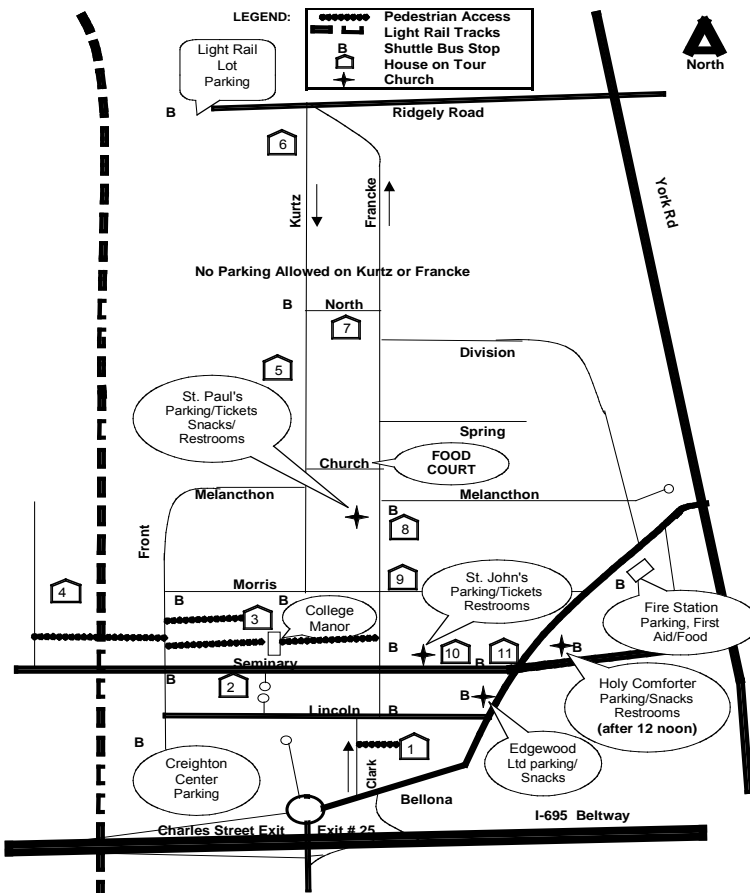 LEGEND:
Pedestrian Access
Light Rail Tracks
B Shuttle Bus Stop
House on Tour
Church
North
Light Rail
Lot
Parking
B
Ridgely Road
6
Kurtz
Francke
York Rd
No Parking Allowed on Kurtz or Francke
B
North
7
Division
5
St. Paul's
Parking/Tickets
Snacks/
Restrooms
Spring
Church
FOOD
COURT
Melancthon
Melancthon
B
8
Front
9
Morris
St. John's
Parking/Tickets
Restrooms
4
B
B
3
College
Manor
B
Fire Station
Parking, First
Aid/Food
B
10
11
B
B
Seminary
B
2
Holy Comforter
Parking/Snacks
Restrooms
(after 12 noon)
B
Lincoln
B
B
1
Edgewood
Ltd parking/
Snacks
Creighton
Center
Parking
Clark
Bellona
I-695 Beltway
Charles Street Exit
Exit # 25